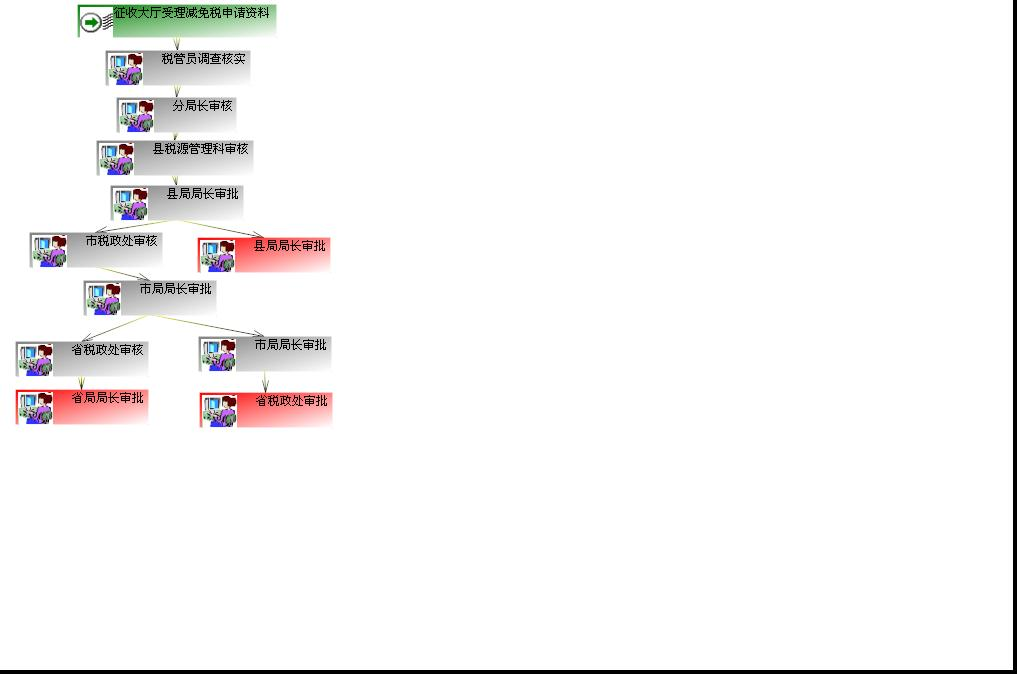 征收大厅受理减免税申请资料
税管员调查核实
分局长审核
县税源管理科审核
县局局长审批
市税政处审核
县局局长审批
市局局长审批
省税政处审核
市局局长审批
省局局长审批
省税政处审批